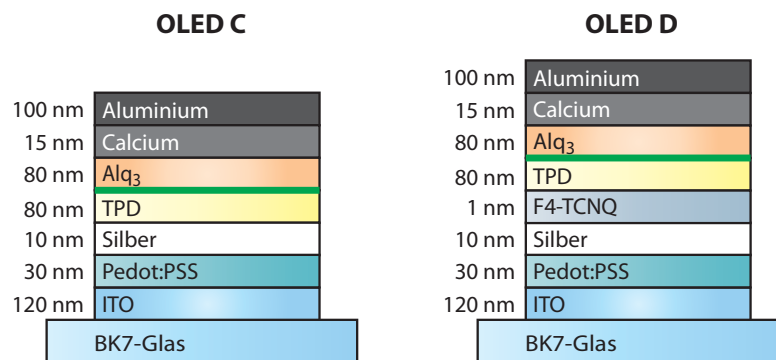 OLED C
100 nm Aluminium
15 nm Calcium
80 nm Alq₃
80 nm TPD
10 nm Silber
30 nm Pedot:PSS
120 nm ITO
BK7-Glas
OLED D
100 nm Aluminium
15 nm Calcium
80 nm Alq₃
80 nm TPD
1 nm F4-TCNQ
10 nm Silber
30 nm Pedot:PSS
120 nm ITO
BK7-Glas